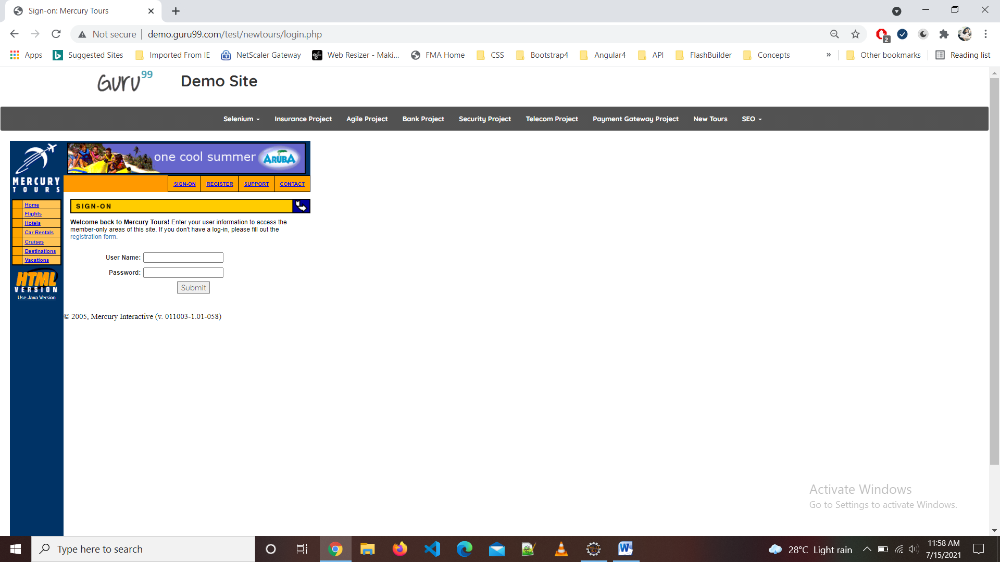 Sign-on: Mercury Tours
Not secure | demo.guru99.com/test/newtours/login.php
2
Apps Suggested Sites Imported From IE NetScaler Gateway Web Resizer - Maki... FMA Home CSS Bootstrap4 Angular4 API FlashBuilder Concepts » Other bookmarks Reading list
Guru99 Demo Site
Selenium Insurance Project Agile Project Bank Project Security Project Telecom Project Payment Gateway Project New Tours SEO
MERCURY
TOURS
one cool summer ARUBA
SIGN-ON REGISTER SUPPORT CONTACT
Home
Flights
Hotels
Car Rentals
Cruises
Destinations
Vacations
HTML
VERSION
Use Java Version
SIGN-ON
Welcome back to Mercury Tours! Enter your user information to access the
member-only areas of this site. If you don't have a log-in, please fill out the
registration form.
User Name:
Password:
Submit
© 2005, Mercury Interactive (v. 011003-1.01-058)
Activate Windows
Go to Settings to activate Windows.
Type here to search
28°C Light rain
11:58 AM
7/15/2021